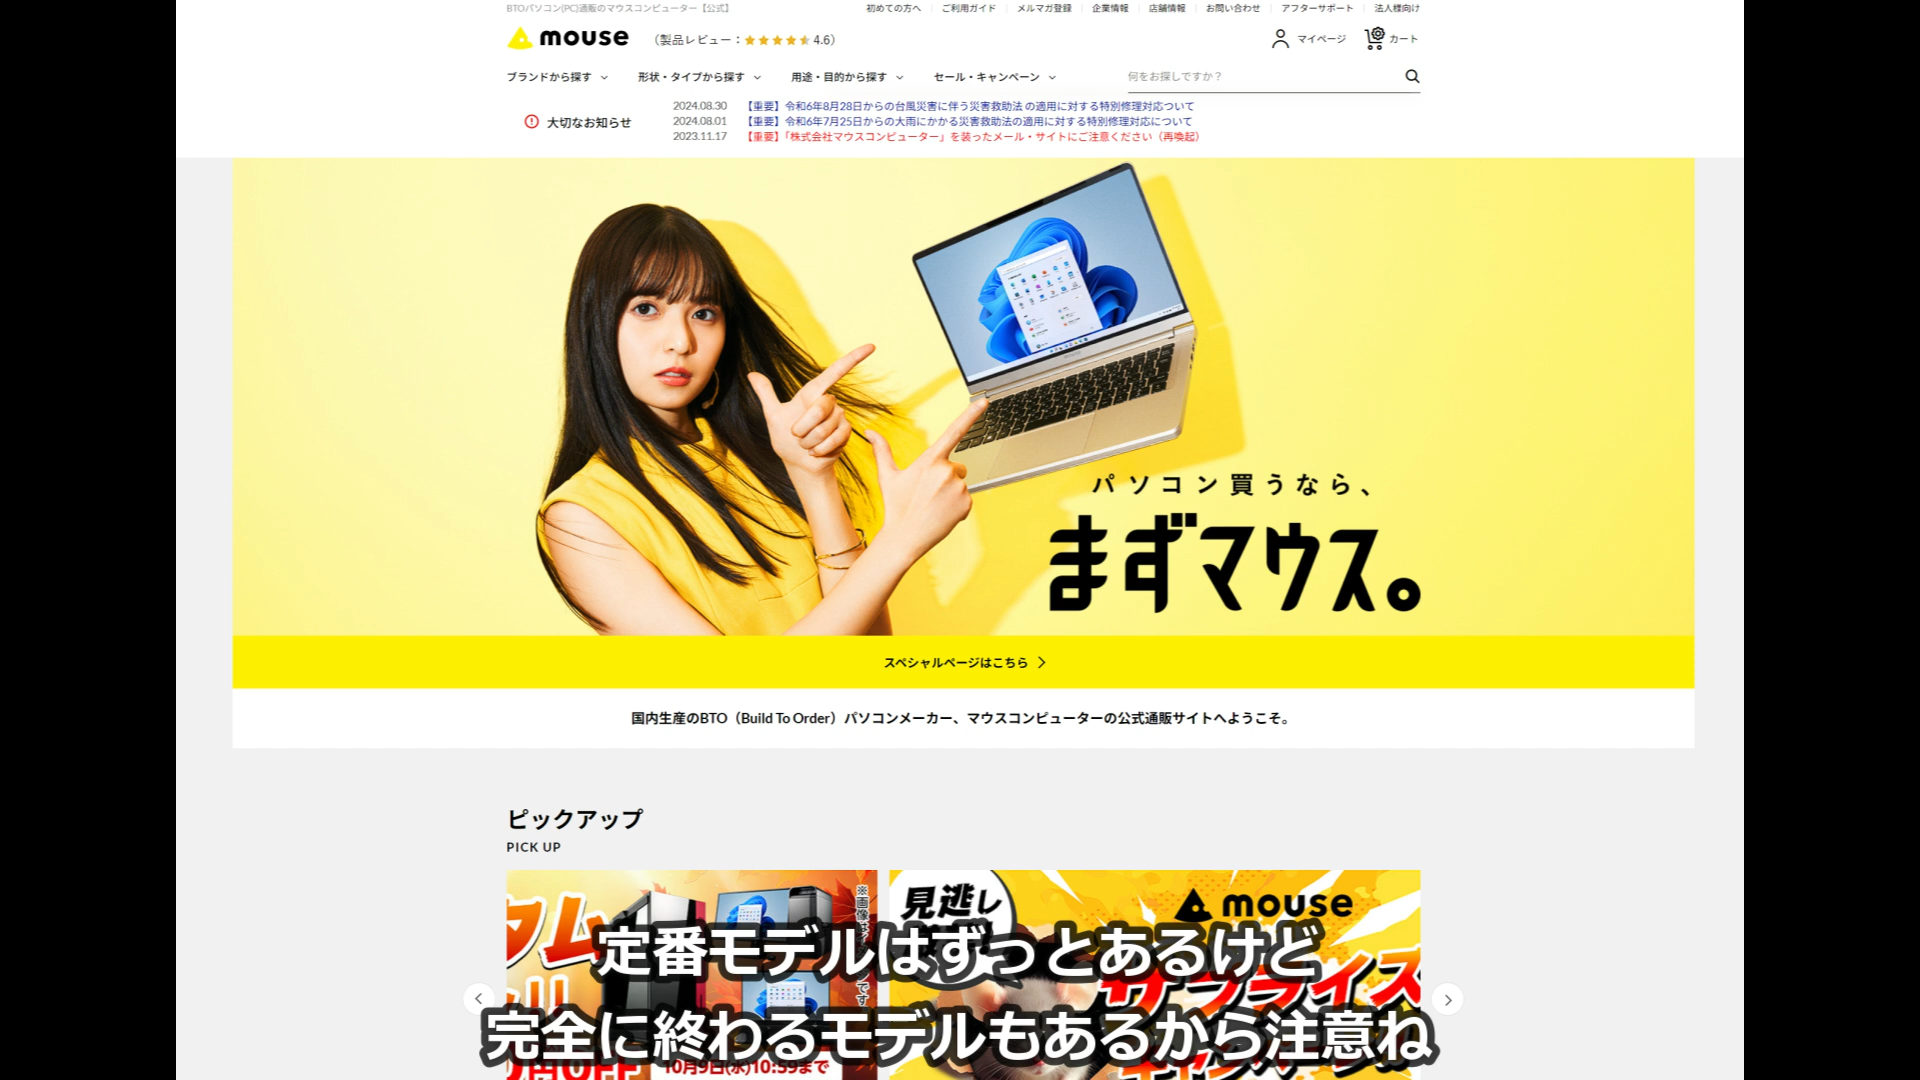 BTOパソコン(PC)通販のマウスコンピューター【公式】
初めての方へ
ご利用ガイド
メルマガ登録
企業情報
店舗情報
お問い合わせ
アフターサポート
法人様向け
mouse
（製品レビュー：★★★★★ 4.6）
マイページ
カート
ブランドから探す
形状・タイプから探す
用途・目的から探す
セール・キャンペーン
何をお探しですか？
大切なお知らせ
2024.08.30 【重要】令和6年8月28日からの台風災害に伴う災害救助法 の適用に対する特別修理対応ついて
2024.08.01 【重要】令和6年7月25日からの大雨にかかる災害救助法の適用に対する特別修理対応について
2023.11.17 【重要】「株式会社マウスコンピューター」を装ったメール・サイトにご注意ください（再喚起）
パソコン買うなら、
まずマウス。
スペシャルページはこちら
国内生産のBTO（Build To Order）パソコンメーカー、マウスコンピューターの公式通販サイトへようこそ。
ピックアップ
PICK UP
見逃し
mouse
定番モデルはずっとあるけど
完全に終わるモデルもあるから注意ね
10月9日(水)10:59まで